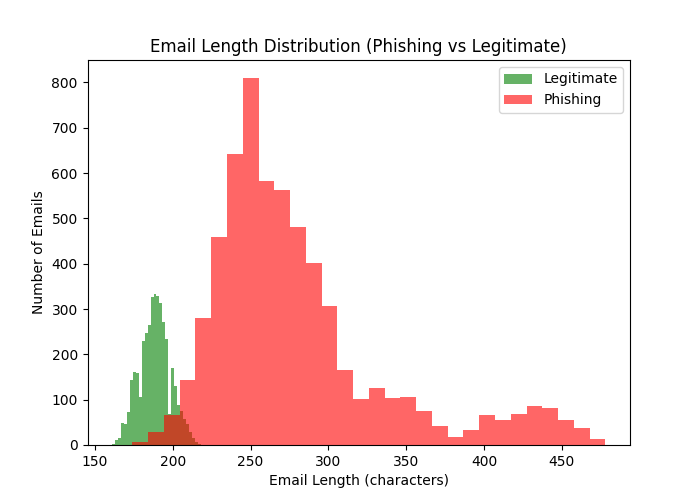 Email Length Distribution (Phishing vs Legitimate)
Legitimate
Phishing
Number of Emails
800
700
600
500
400
300
200
100
0
150 200 250 300 350 400 450
Email Length (characters)